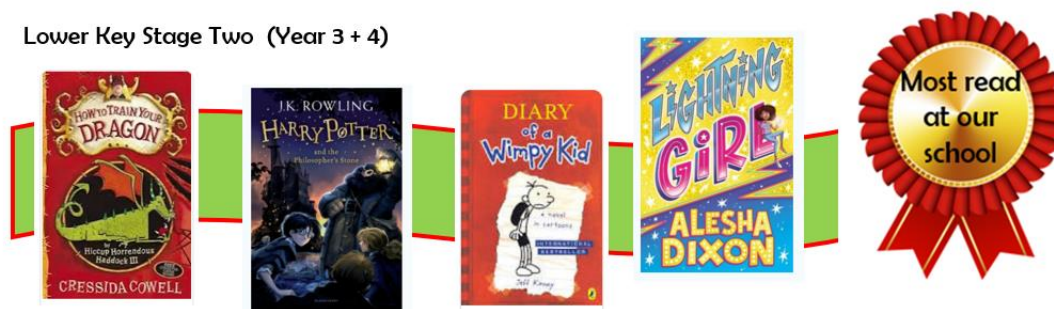 Lower Key Stage Two (Year 3 + 4)
HOW TO TRAIN YOUR
DRAGON
by
Hiccup Horrendous
Haddock III
CRESSIDA COWELL
J.K. ROWLING
HARRY POTTER
and the
Philosopher's Stone
DIARY
of a
Wimpy Kid
a novel
in cartoons
INTERNATIONAL
BESTSELLER
Jeff Kinney
LIGHTNING
GIRL
ALESHA
DIXON
Most read
at our
school